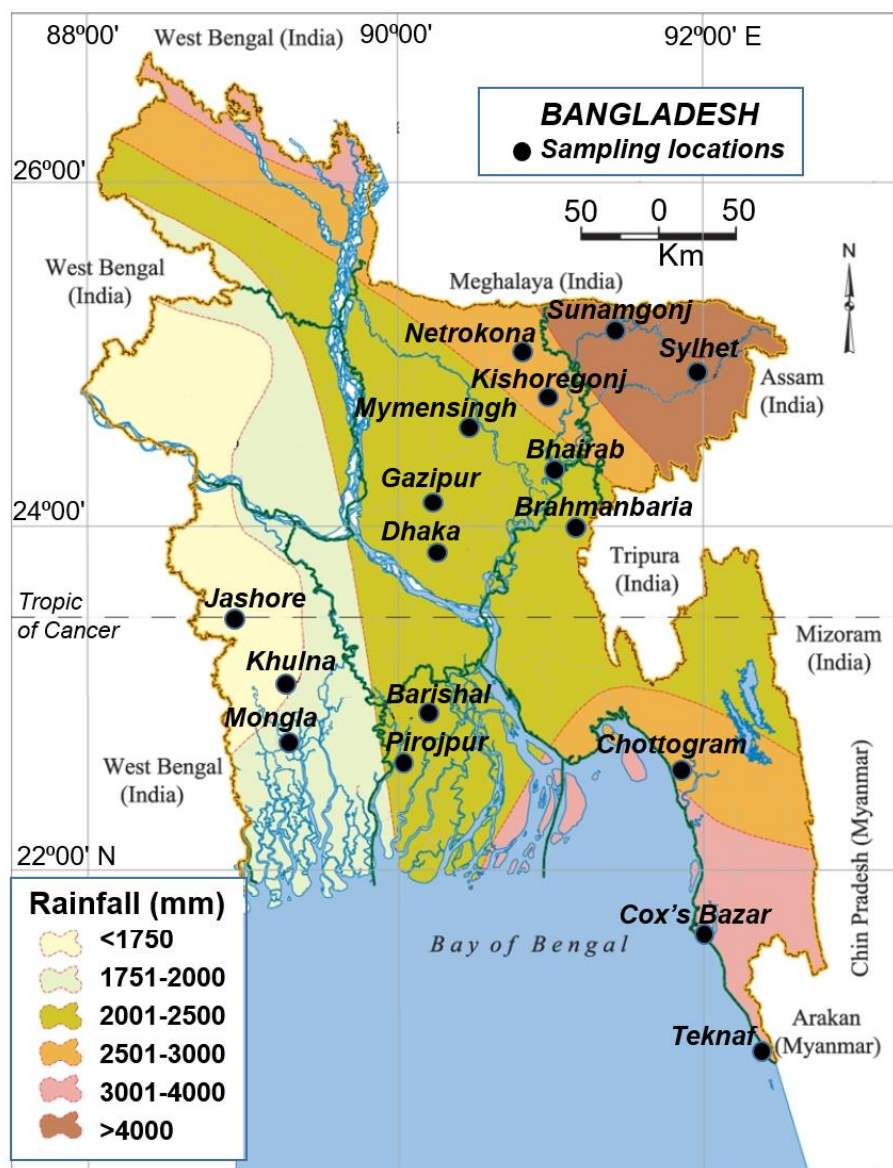 88º00'
West Bengal (India)
90º00'
92º00' E
BANGLADESH
Sampling locations
26º00'
50 0 50
Km
N
West Bengal
(India)
Meghalaya (India)
Sunamgonj
Netrokona
Sylhet
Kishoregonj
Assam
(India)
Mymensingh
Bhairab
Gazipur
24º00'
Brahmanbaria
Dhaka
Tripura
(India)
Tropic
of Cancer
Jashore
Mizoram
(India)
Khulna
Barishal
Mongla
Pirojpur
Chottogram
West Bengal
(India)
Chin Pradesh (Myanmar)
22º00' N
Rainfall (mm)
<1750
1751-2000
2001-2500
2501-3000
3001-4000
>4000
Cox's Bazar
Bay of Bengal
Teknaf
Arakan
(Myanmar)